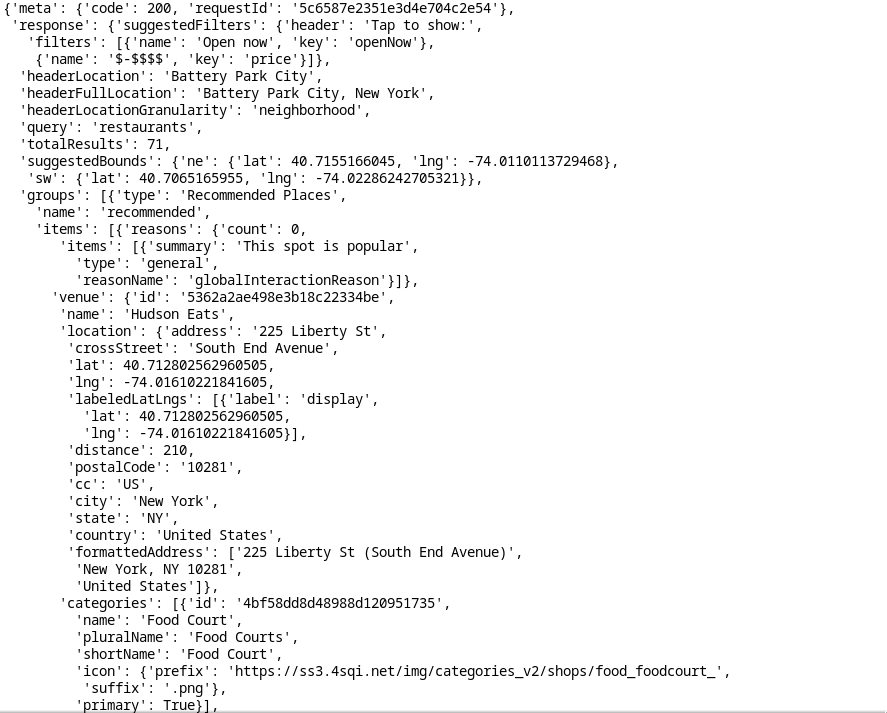 {'meta': {'code': 200, 'requestId': '5c6587e2351e3d4e704c2e54'},
'response': {'suggestedFilters': {'header': 'Tap to show:',
'filters': [{'name': 'Open now', 'key': 'openNow'},
{'name': '$-$$$$', 'key': 'price'}]},
'headerLocation': 'Battery Park City',
'headerFullLocation': 'Battery Park City, New York',
'headerLocationGranularity': 'neighborhood',
'query': 'restaurants',
'totalResults': 71,
'suggestedBounds': {'ne': {'lat': 40.7155166045, 'lng': -74.0110113729468},
'sw': {'lat': 40.7065165955, 'lng': -74.02286242705321}},
'groups': [{'type': 'Recommended Places',
'name': 'recommended',
'items': [{'reasons': {'count': 0,
'items': [{'summary': 'This spot is popular',
'type': 'general',
'reasonName': 'globalInteractionReason'}]},
'venue': {'id': '5362a2ae498e3b18c22334be',
'name': 'Hudson Eats',
'location': {'address': '225 Liberty St',
'crossStreet': 'South End Avenue',
'lat': 40.712802562960505,
'lng': -74.01610221841605,
'labeledLatLngs': [{'label': 'display',
'lat': 40.712802562960505,
'lng': -74.01610221841605}],
'distance': 210,
'postalCode': '10281',
'cc': 'US',
'city': 'New York',
'state': 'NY',
'country': 'United States',
'formattedAddress': ['225 Liberty St (South End Avenue)',
'New York, NY 10281',
'United States']},
'categories': [{'id': '4bf58dd8d48988d120951735',
'name': 'Food Court',
'pluralName': 'Food Courts',
'shortName': 'Food Court',
'icon': {'prefix': 'https://ss3.4sqi.net/img/categories_v2/shops/food_foodcourt_',
'suffix': '.png'},
'primary': True}],